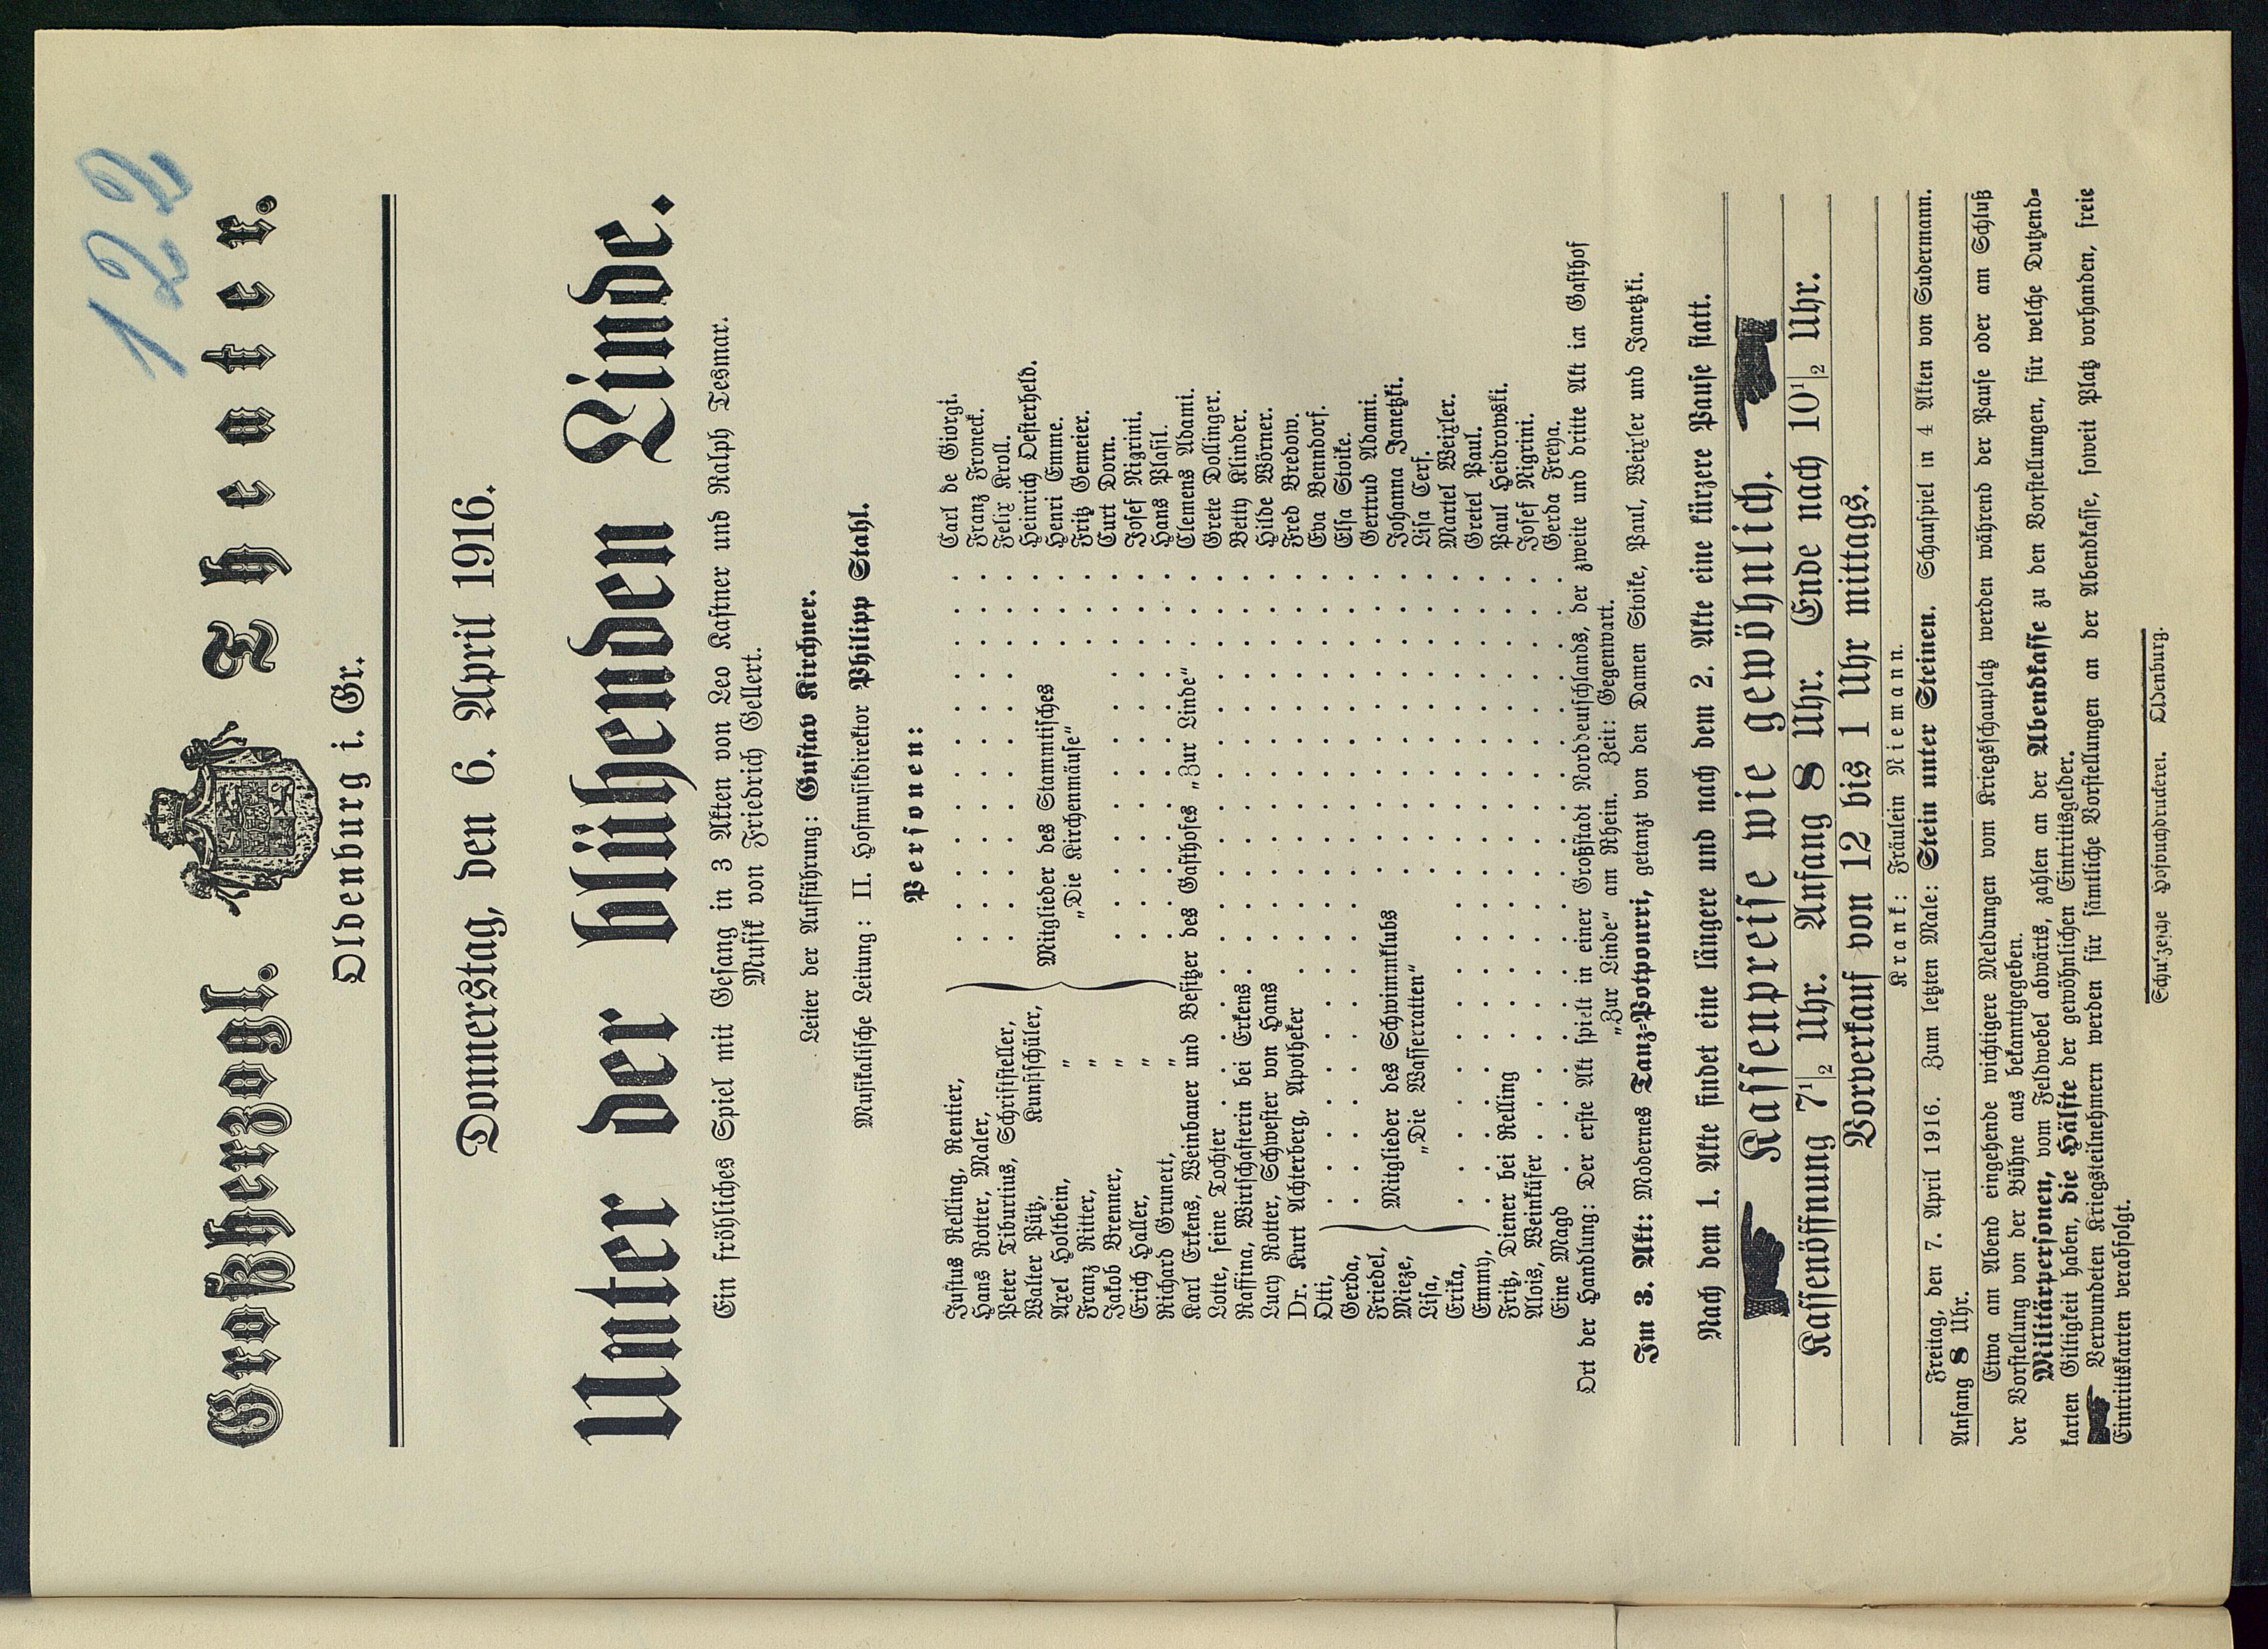 122
Großherzogl. Theater.
Oldenburg i. Gr.
Donnerstag, den 6. April 1916.
Unter der blühenden Linde.
Ein fröhliches Spiel mit Gesang in 3 Akten von Leo Kastner und Ralph Tesmar.
Musik von Friedrich Gellert.
Leiter der Aufführung: Gustav Kirchner.
Musikalische Leitung: II. Hofmusikdirektor Philipp Stahl.
Personen:
Justus Relling, Rentier, . . . . . . . . . . . . Carl de Giorgi.
Hans Rotter, Maler, . . . . . . . . . . . . Franz Froneck.
Peter Tiburtius, Schriftsteller, . . . . . . . . . . . . Felix Kroll.
Walter Pütz, Kunstschüler, Mitglieder des Stammtisches . . . Heinrich Oesterheld.
Axel Holtbein, „ „Die Kirchenmäuse“ . . . Henri Emme.
Franz Ritter, „ . . . Fritz Gemeier.
Jakob Brenner, „ . . . . . . . . . . . . Curt Dorn.
Erich Haller, „ . . . . . . . . . . . . Josef Nigrini.
Richard Grunert, „ . . . . . . . . . . . . Hans Plasil.
Karl Erkens, Weinbauer und Besitzer des Gasthofes „Zur Linde“ . . . Clemens Adami.
Lotte, seine Tochter . . . . . . . . . . . . Grete Dollinger.
Raffina, Wirtschafterin bei Erkens . . . . . . . . . . . . Betty Klinder.
Lucy Rotter, Schwester von Hans . . . . . . . . . . . . Hilde Wörner.
Dr. Kurt Achterberg, Apotheker . . . . . . . . . . . . Fred Bredow.
Otti, . . . . . . . . . . . . Eva Benndorf.
Gerda, . . . . . . . . . . . . Elsa Stoike.
Friedel, . . . . . . . . . . . . Gertrud Adami.
Mieze, Mitglieder des Schwimmklubs . . . . . . . . Johanna Janetzki.
Lisa, „Die Wasserratten“ . . . . . . . . Lisa Cerf.
Erika, . . . . . . . . . . . . Martel Weixler.
Emmy, . . . . . . . . . . . . Gretel Paul.
Fritz, Diener bei Relling . . . . . . . . . . . . Paul Heidrowski.
Alois, Weinküfer . . . . . . . . . . . . Josef Nigrini.
Eine Magd . . . . . . . . . . . . Gerda Freya.
Ort der Handlung: Der erste Akt spielt in einer Großstadt Norddeutschlands, der zweite und dritte Akt im Gasthof
„Zur Linde“ am Rhein. Zeit: Gegenwart.
Im 3. Akt: Modernes Tanz-Potpourri, getanzt von den Damen Stoike, Paul, Weixler und Janetzki.
Nach dem 1. Akte findet eine längere und nach dem 2. Akte eine kürzere Pause statt.
Kassenpreise wie gewöhnlich.
Kassenöffnung 7 1/2 Uhr. Anfang 8 Uhr. Ende nach 10 1/2 Uhr.
Vorverkauf von 12 bis 1 Uhr mittags.
Krank: Fräulein Niemann.
Freitag, den 7. April 1916. Zum letzten Male: Stein unter Steinen. Schauspiel in 4 Akten von Sudermann.
Anfang 8 Uhr.
Etwa am Abend eingehende wichtigere Meldungen vom Kriegsschauplatz werden während der Pause oder am Schluß
der Vorstellung von der Bühne aus bekanntgegeben.
Militärpersonen, vom Feldwebel abwärts, zahlen an der Abendkasse zu den Vorstellungen, für welche Dutzend-
karten Giltigkeit haben, die Hälfte der gewöhnlichen Eintrittsgelder.
Verwundeten Kriegsteilnehmern werden für sämtliche Vorstellungen an der Abendkasse, soweit Platz vorhanden, freie
Eintrittskarten verabfolgt.
Schulzesche Hofbuchdruckerei. Oldenburg.